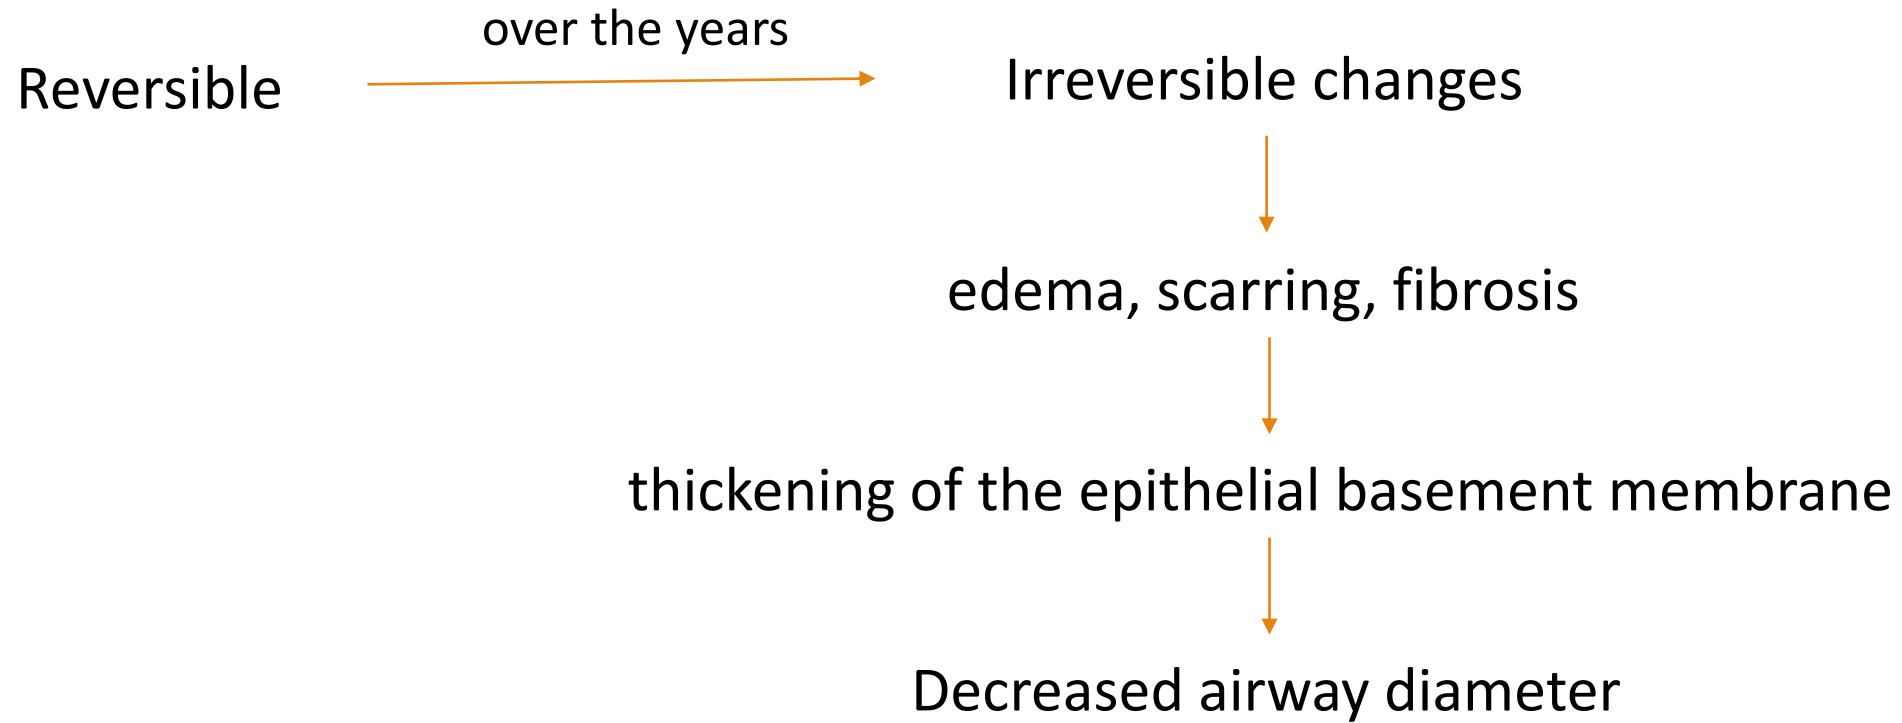 over the years
Reversible
Irreversible changes
edema, scarring, fibrosis
thickening of the epithelial basement membrane
Decreased airway diameter